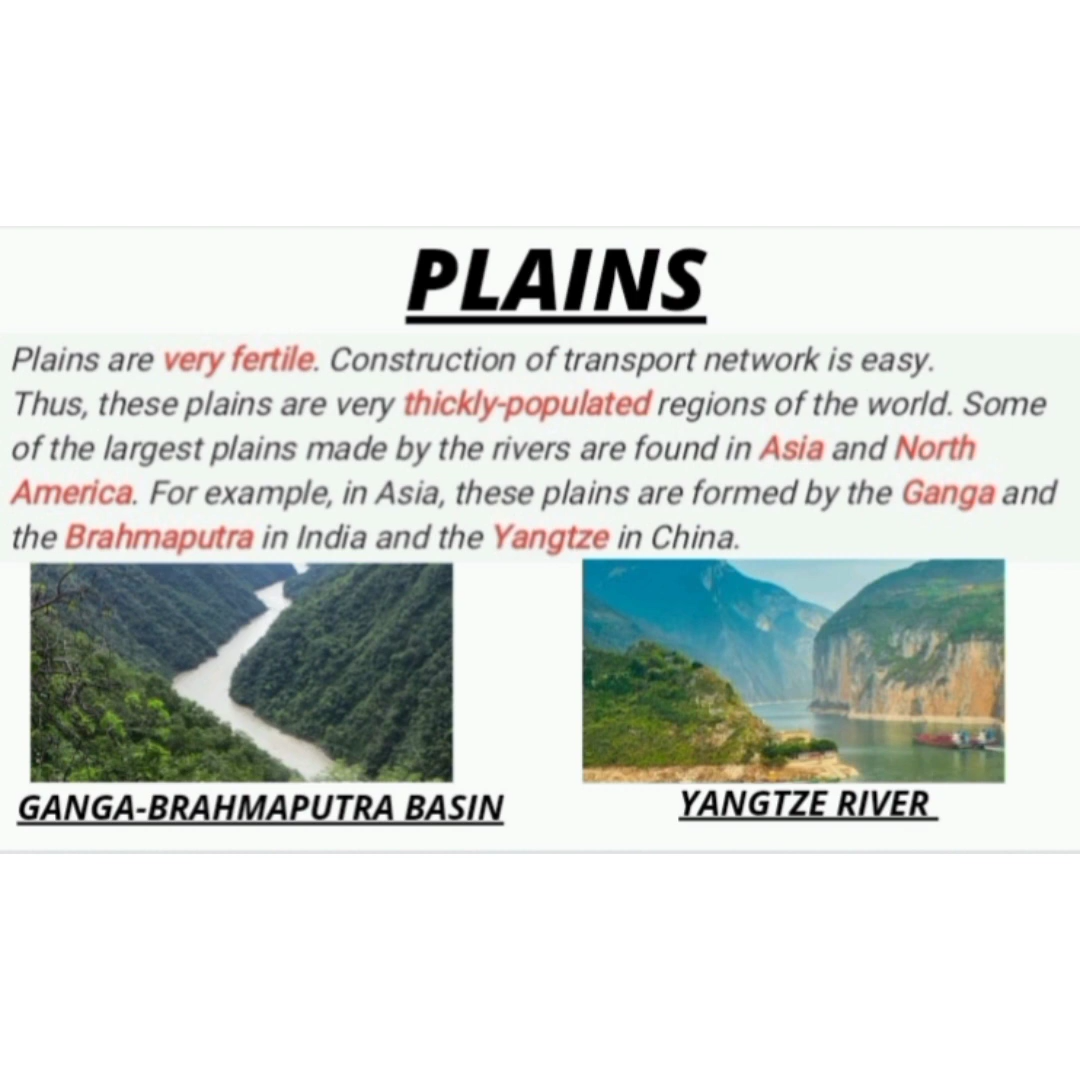 PLAINS
Plains are very fertile. Construction of transport network is easy.
Thus, these plains are very thickly-populated regions of the world. Some
of the largest plains made by the rivers are found in Asia and North
America. For example, in Asia, these plains are formed by the Ganga and
the Brahmaputra in India and the Yangtze in China.
GANGA-BRAHMAPUTRA BASIN
YANGTZE RIVER